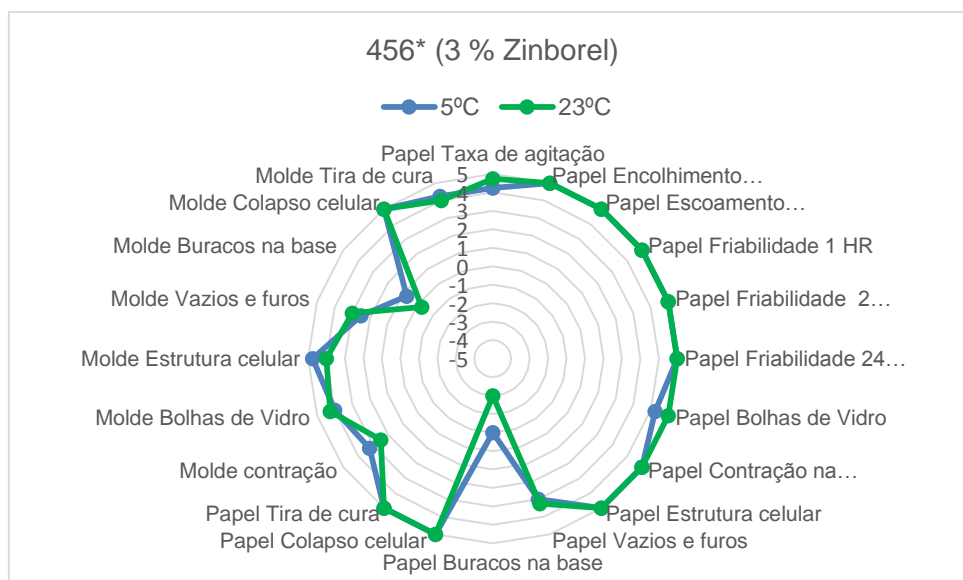 456* (3 % Zinborel)
5ºC
23ºC
Papel Taxa de agitação
Papel Encolhimento…
Papel Escoamento…
Papel Friabilidade 1 HR
Papel Friabilidade 2…
Papel Friabilidade 24…
Papel Bolhas de Vidro
Papel Contração na…
Papel Estrutura celular
Papel Vazios e furos
Papel Buracos na base
Papel Colapso celular
Papel Tira de cura
Molde contração
Molde Bolhas de Vidro
Molde Estrutura celular
Molde Vazios e furos
Molde Buracos na base
Molde Colapso celular
Molde Tira de cura
5
4
3
2
1
0
-1
-2
-3
-4
-5